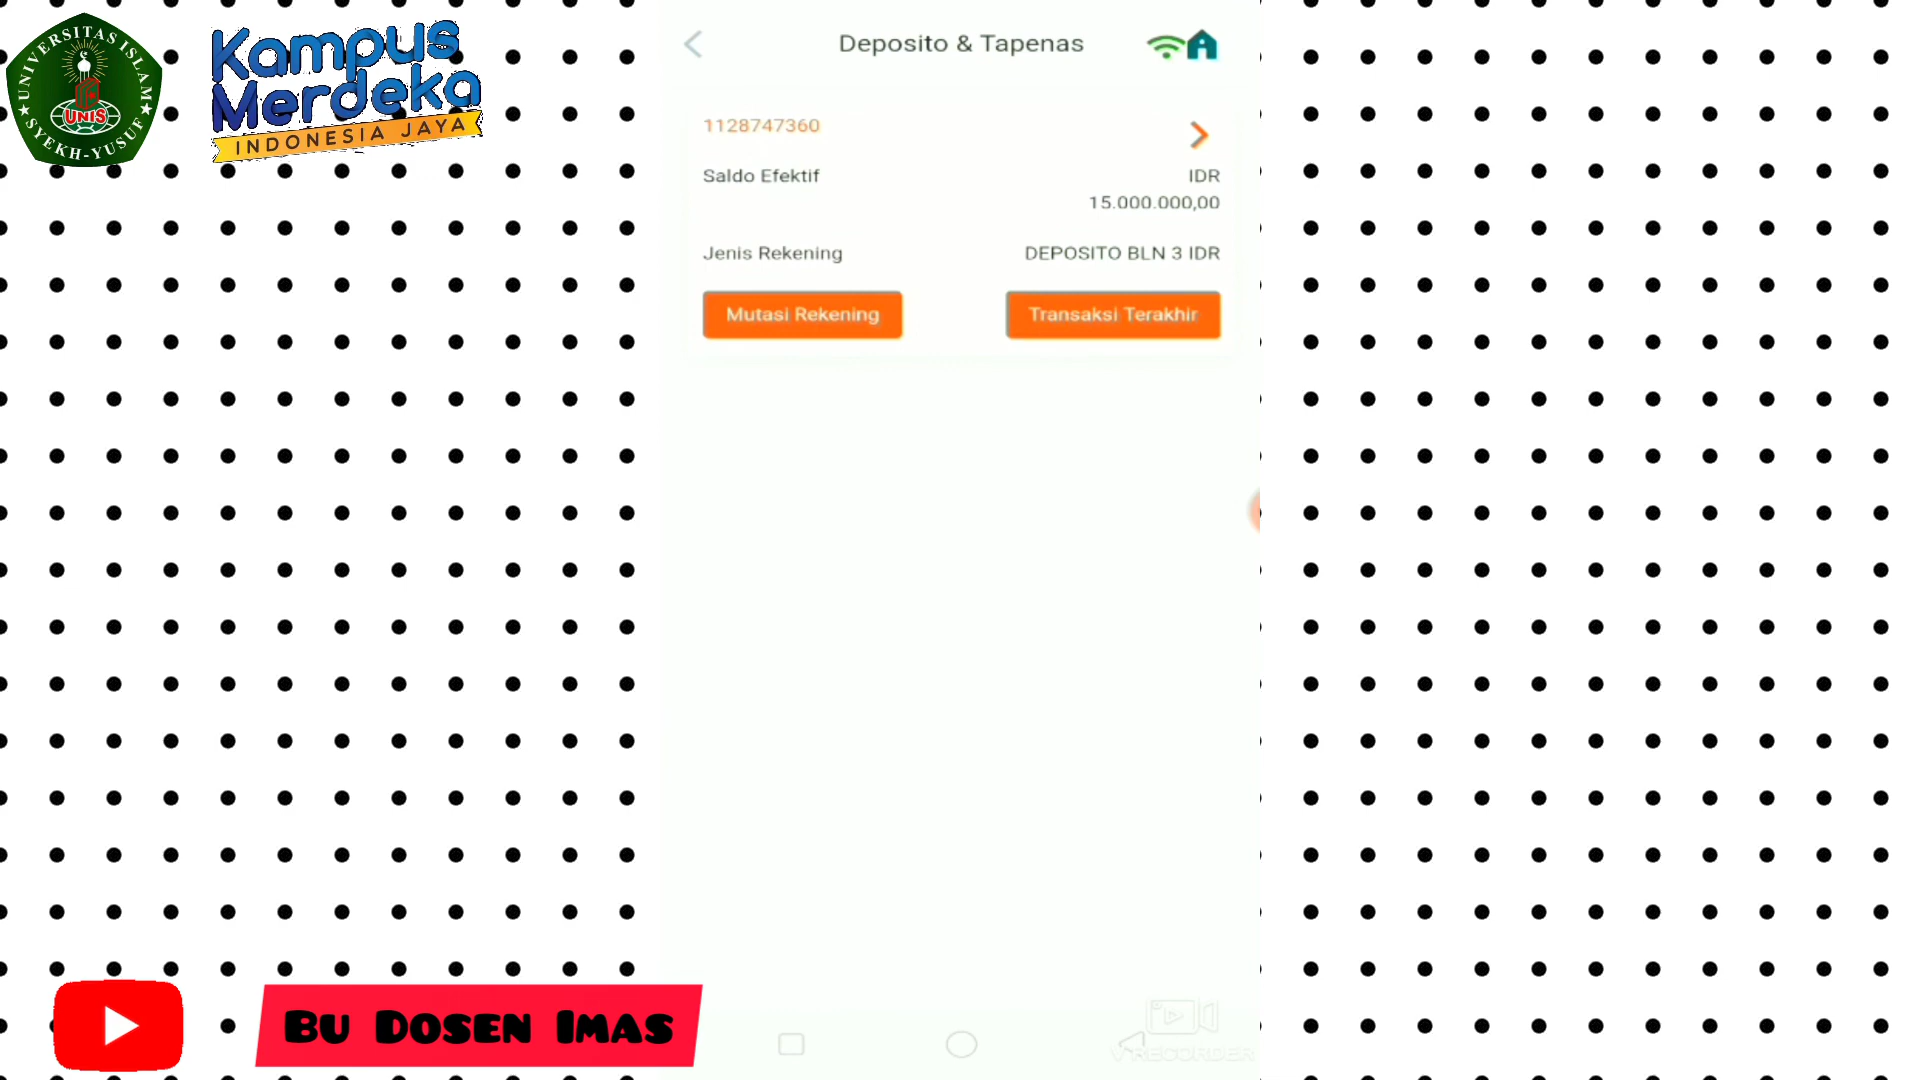 UNIVERSITAS ISLAM
UNIS
SYEKH-YUSUF
Kampus
Merdeka
INDONESIA JAYA
Deposito & Tapenas
1128747360
Saldo Efektif
IDR
15.000.000,00
Jenis Rekening
DEPOSITO BLN 3 IDR
Mutasi Rekening
Transaksi Terakhir
Bu Dosen Imas
V RECORDER